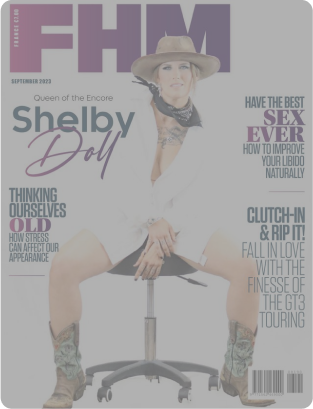 FHM
SEPTEMBER 2023
Queen of the Encore
Shelby
Doll
HAVE THE BEST
SEX
EVER
HOW TO IMPROVE
YOUR LIBIDO
NATURALLY
THINKING
OURSELVES
OLD
HOW STRESS
CAN AFFECT OUR
APPEARANCE
CLUTCH-IN
& RIP IT!
FALL IN LOVE
WITH THE
FINESSE OF
THE GT3
TOURING